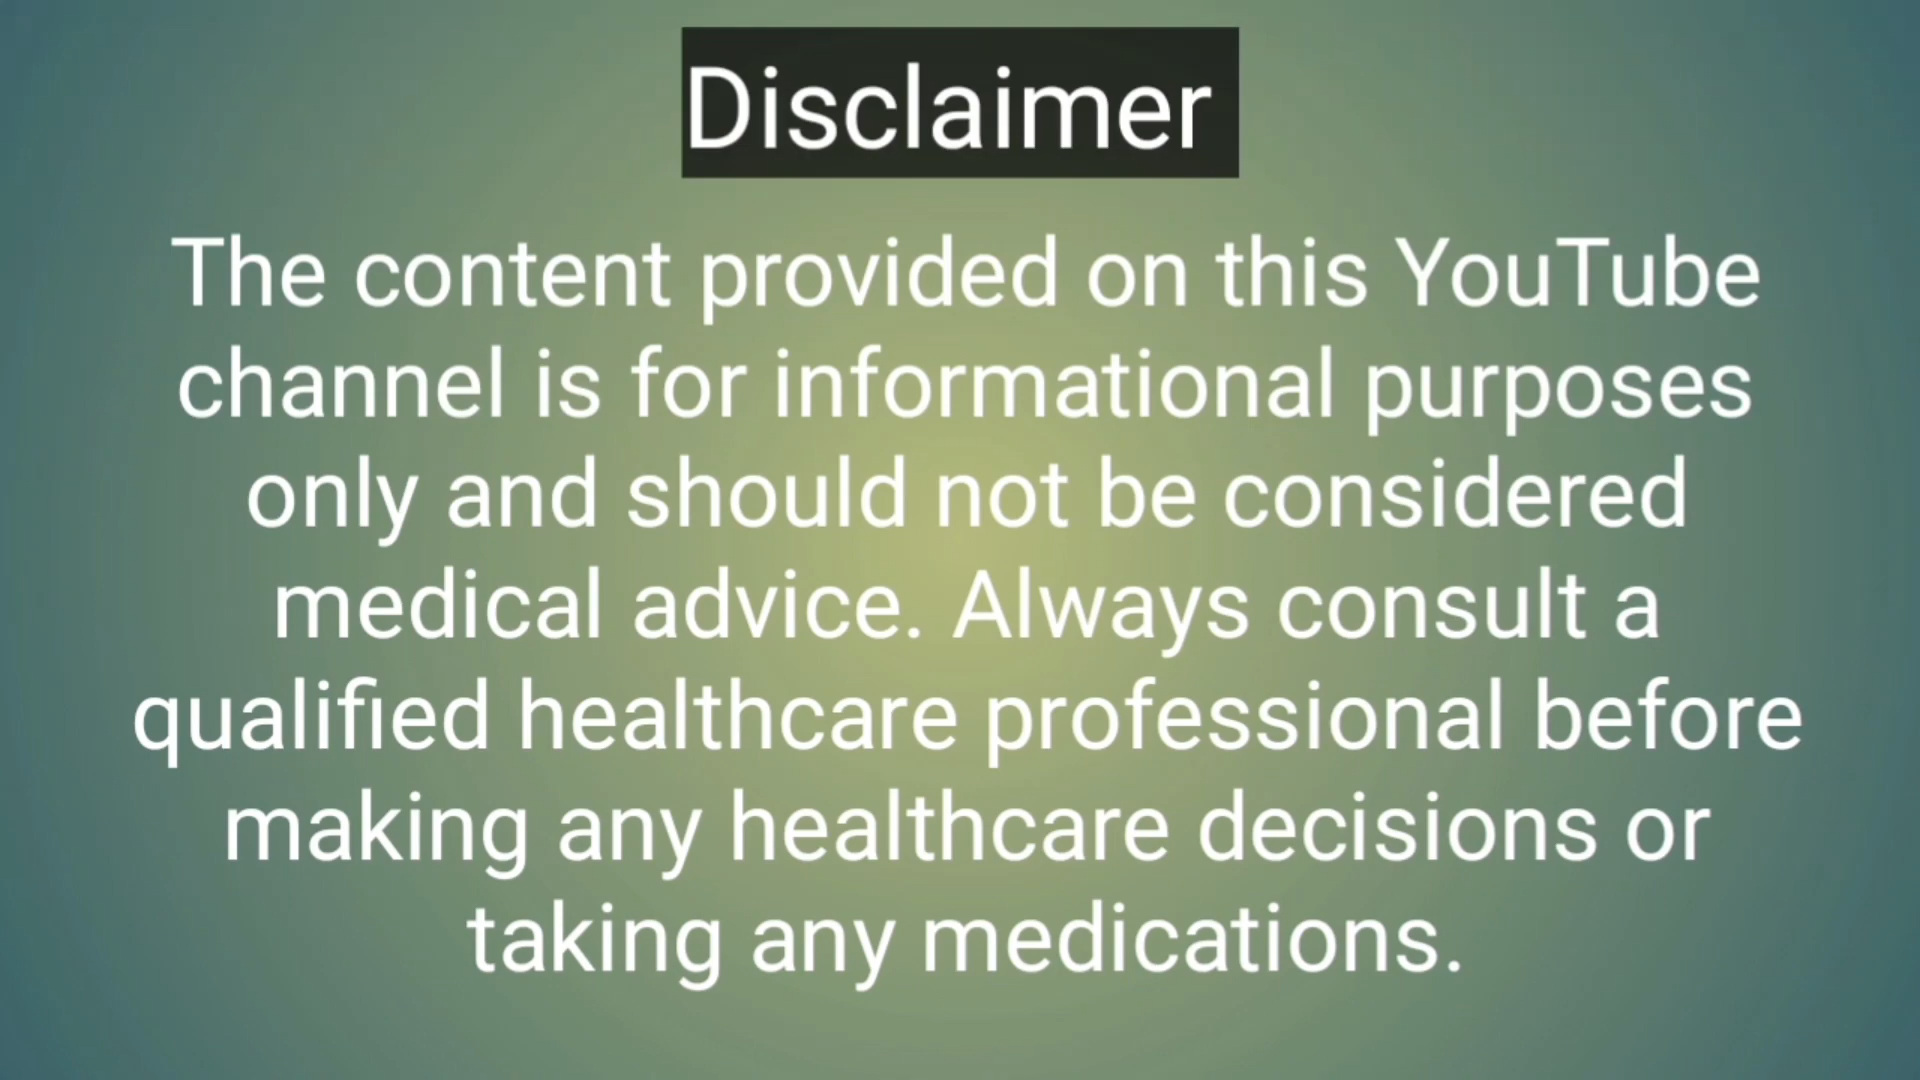 Disclaimer
The content provided on this YouTube
channel is for informational purposes
only and should not be considered
medical advice. Always consult a
qualified healthcare professional before
making any healthcare decisions or
taking any medications.